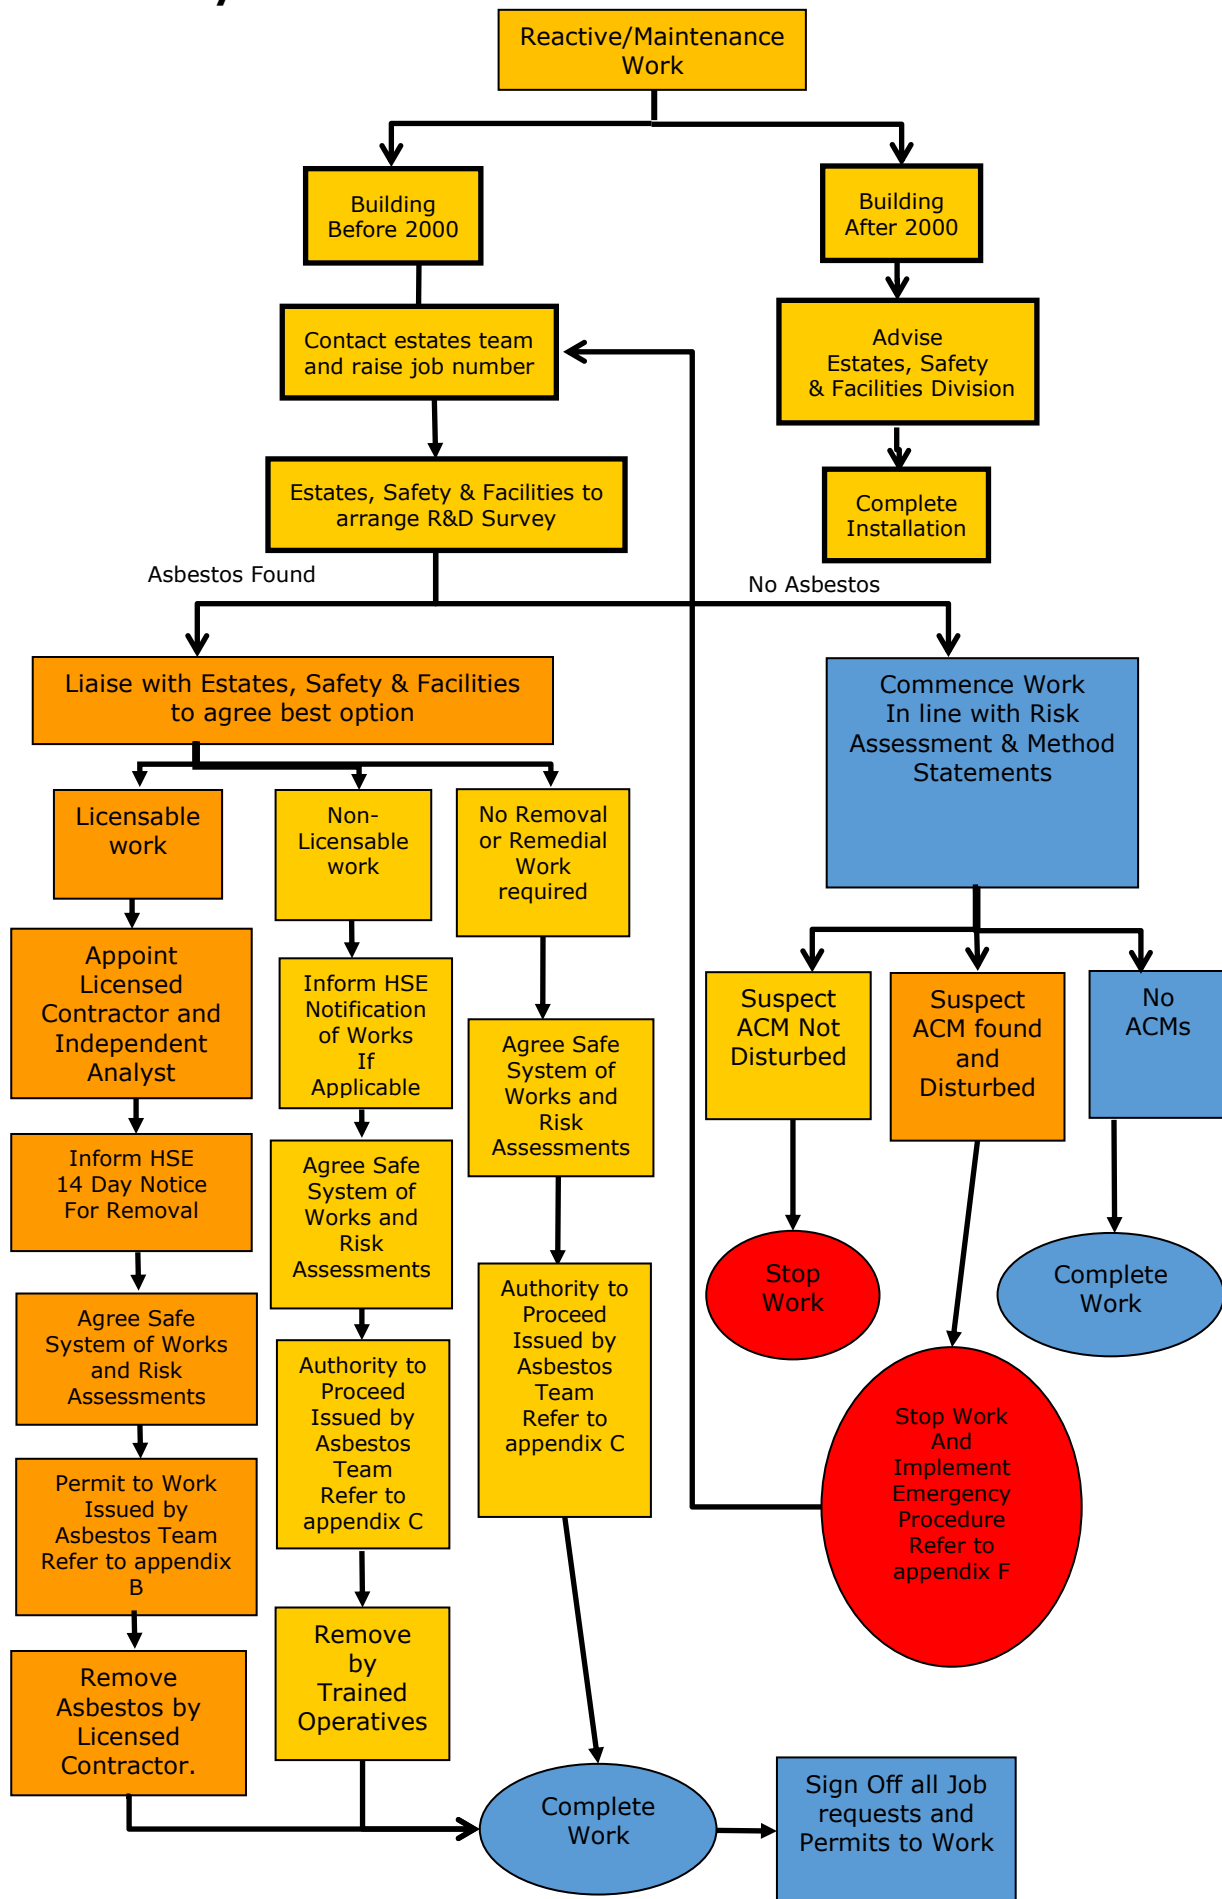 Reactive/Maintenance
Work
Building
Before 2000
Building
After 2000
Contact estates team
and raise job number
Advise
Estates, Safety
& Facilities Division
Estates, Safety & Facilities to
arrange R&D Survey
Complete
Installation
Asbestos Found
No Asbestos
Liaise with Estates, Safety & Facilities
to agree best option
Commence Work
In line with Risk
Assessment & Method
Statements
Licensable
work
Non-
Licensable
work
No Removal
or Remedial
Work
required
Appoint
Licensed
Contractor and
Independent
Analyst
Inform HSE
Notification
of Works
If
Applicable
Agree Safe
System of
Works and
Risk
Assessments
Suspect
ACM Not
Disturbed
Suspect
ACM found
and
Disturbed
No
ACMs
Inform HSE
14 Day Notice
For Removal
Agree Safe
System of
Works and
Risk
Assessments
Authority to
Proceed
Issued by
Asbestos
Team
Refer to
appendix C
Stop
Work
Complete
Work
Agree Safe
System of Works
and Risk
Assessments
Authority to
Proceed
Issued by
Asbestos
Team
Refer to
appendix C
Stop Work
And
Implement
Emergency
Procedure
Refer to
appendix F
Permit to Work
Issued by
Asbestos Team
Refer to appendix
B
Remove
by
Trained
Operatives
Remove
Asbestos by
Licensed
Contractor.
Complete
Work
Sign Off all Job
requests and
Permits to Work